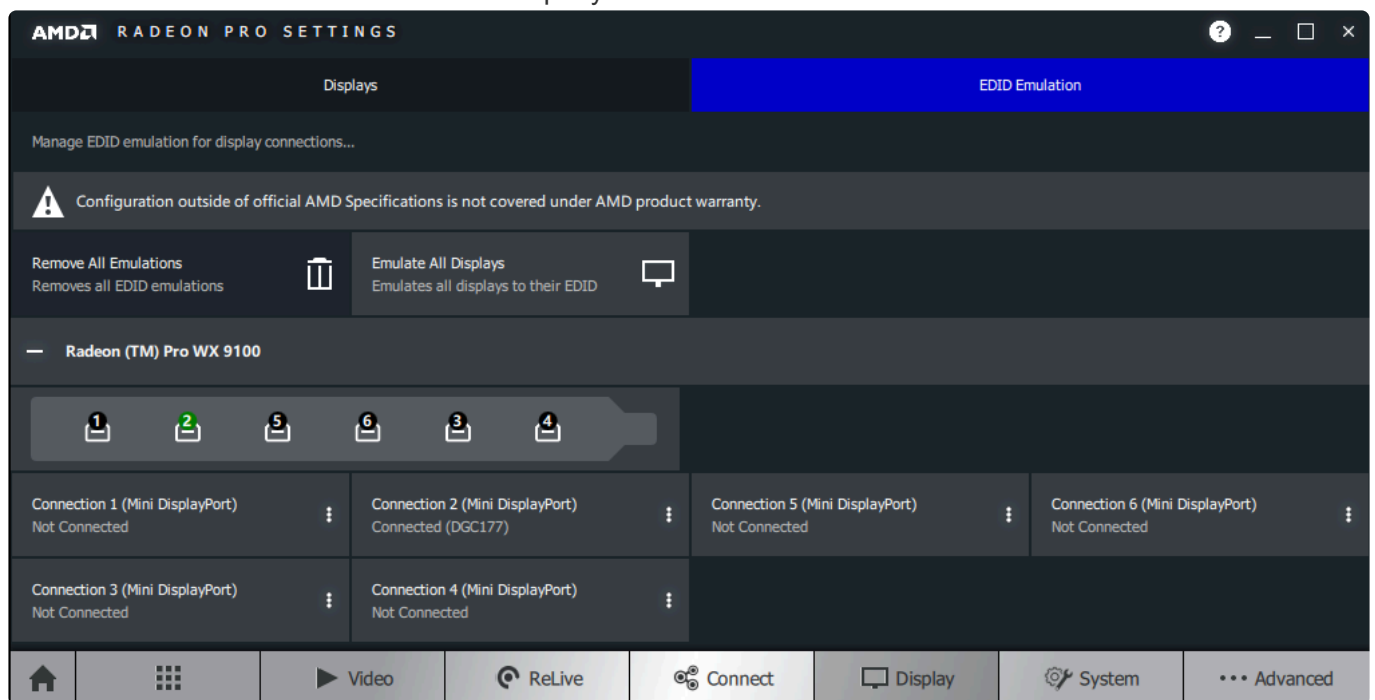 AMD RADEON PRO SETTINGS ?
Displays EDID Emulation
Manage EDID emulation for display connections...
Configuration outside of official AMD Specifications is not covered under AMD product warranty.
Remove All Emulations
Removes all EDID emulations
Emulate All Displays
Emulates all displays to their EDID
Radeon (TM) Pro WX 9100
1 2 5 6 3 4
Connection 1 (Mini DisplayPort)
Not Connected
Connection 2 (Mini DisplayPort)
Connected (DGC177)
Connection 5 (Mini DisplayPort)
Not Connected
Connection 6 (Mini DisplayPort)
Not Connected
Connection 3 (Mini DisplayPort)
Not Connected
Connection 4 (Mini DisplayPort)
Not Connected
Video ReLive Connect Display System Advanced